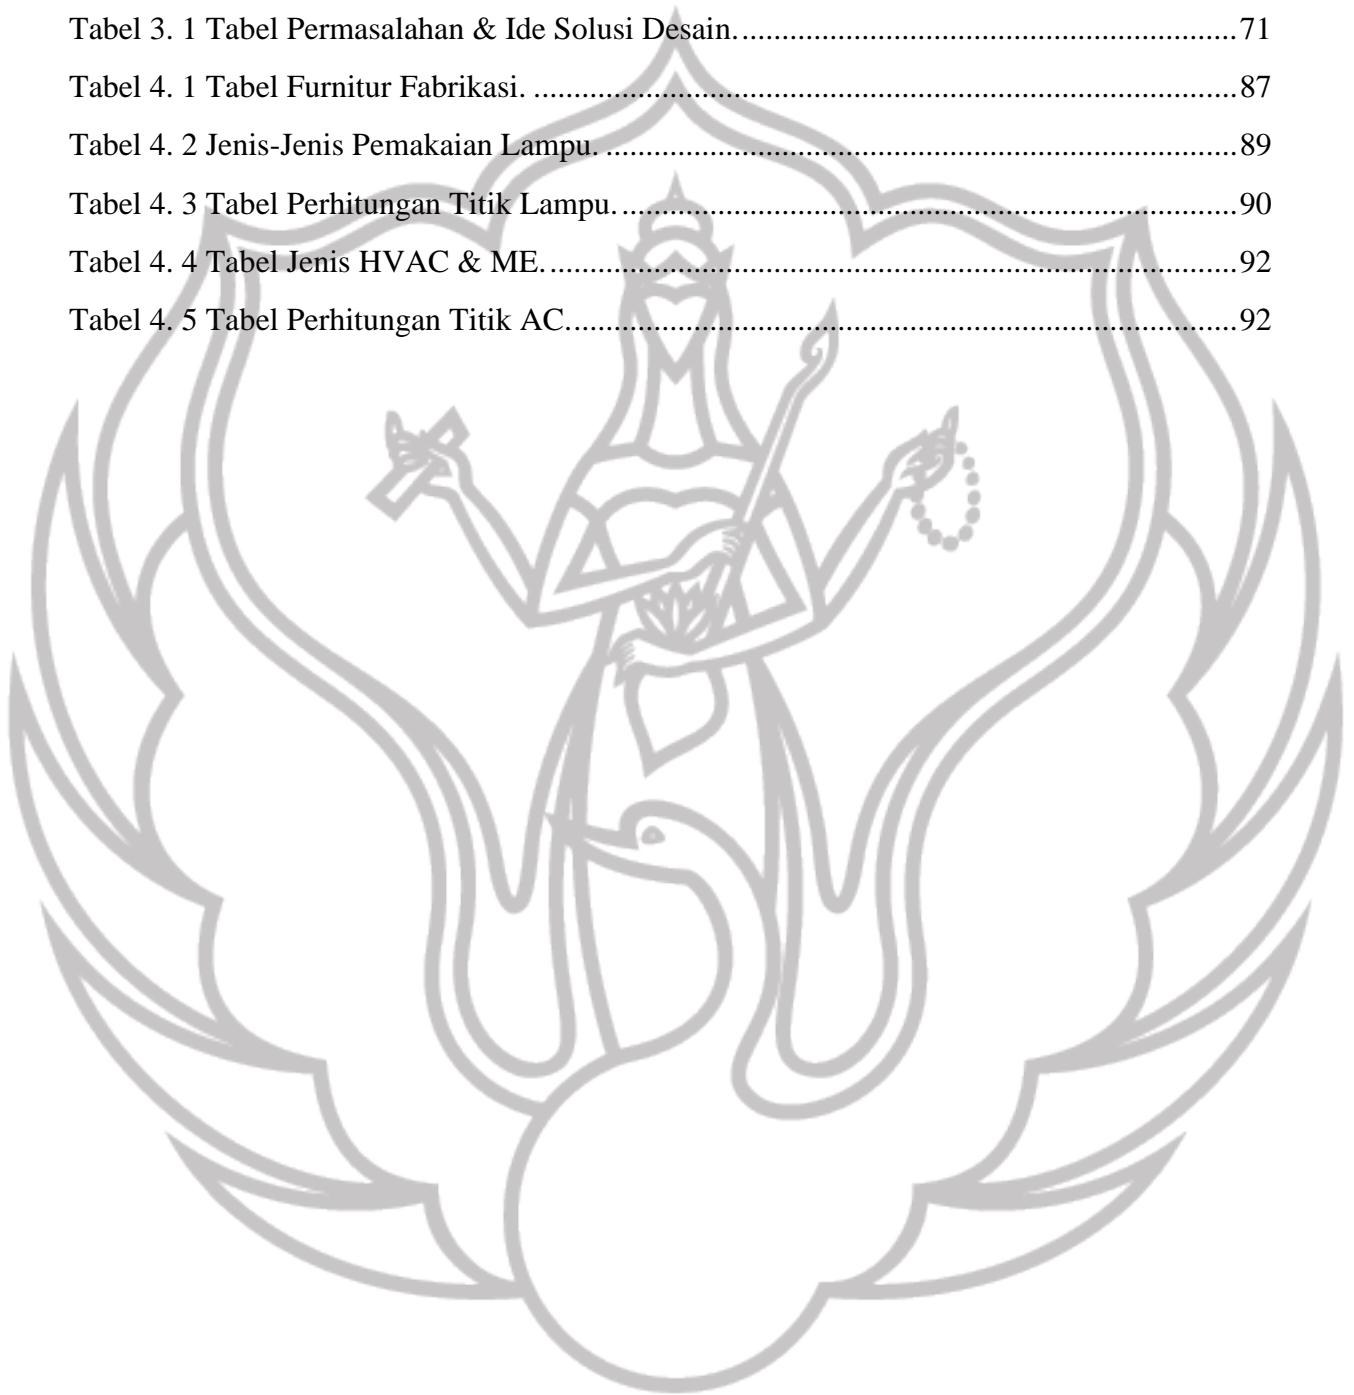 Tabel 3. 1 Tabel Permasalahan & Ide Solusi Desain. ............................................................... 71
Tabel 4. 1 Tabel Furnitur Fabrikasi. ......................................................................................... 87
Tabel 4. 2 Jenis-Jenis Pemakaian Lampu. ................................................................................ 89
Tabel 4. 3 Tabel Perhitungan Titik Lampu. .............................................................................. 90
Tabel 4. 4 Tabel Jenis HVAC & ME. ....................................................................................... 92
Tabel 4. 5 Tabel Perhitungan Titik AC. .................................................................................... 92